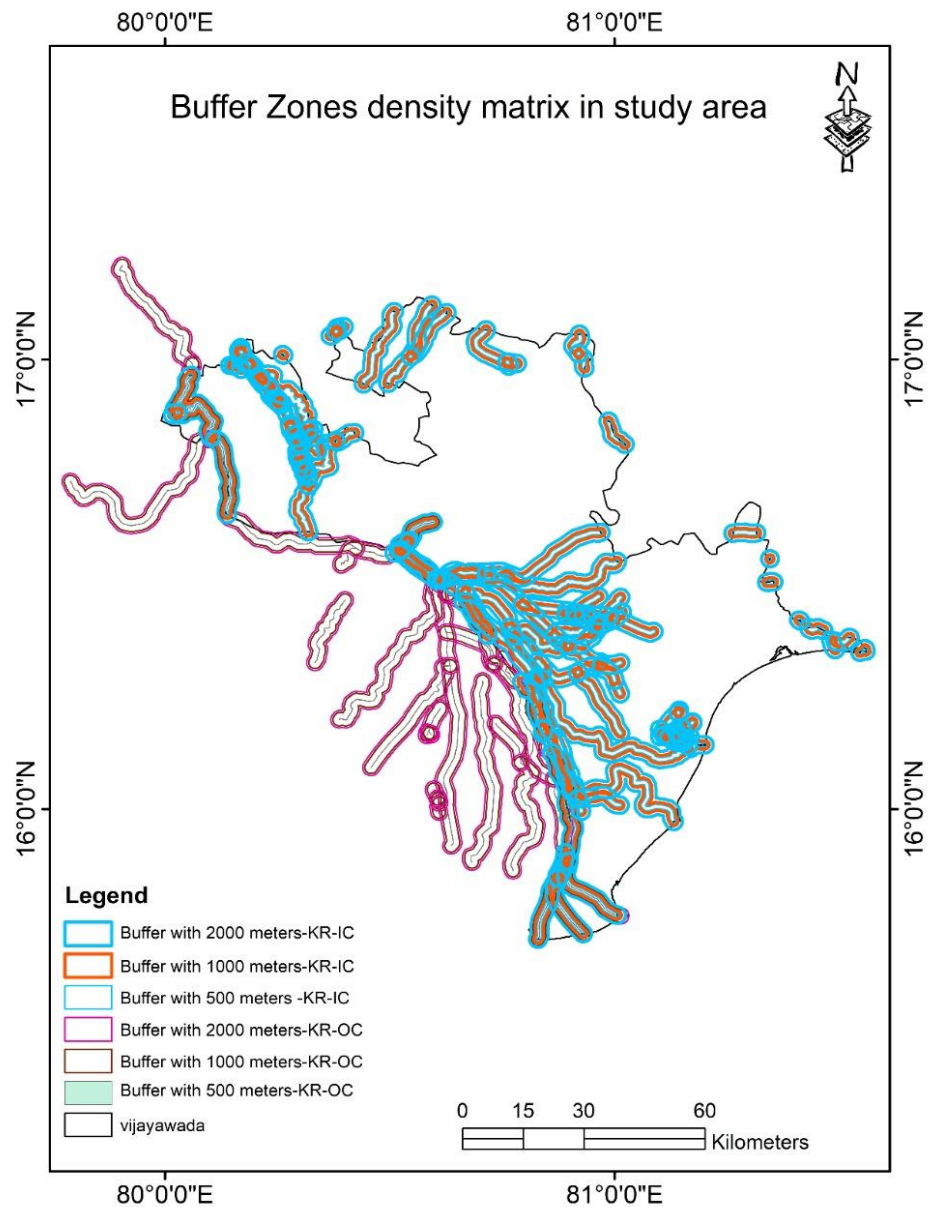 80°0'0"E
81°0'0"E
Buffer Zones density matrix in study area
N
17°0'0"N
17°0'0"N
16°0'0"N
16°0'0"N
Legend
Buffer with 2000 meters-KR-IC
Buffer with 1000 meters-KR-IC
Buffer with 500 meters -KR-IC
Buffer with 2000 meters-KR-OC
Buffer with 1000 meters-KR-OC
Buffer with 500 meters-KR-OC
vijayawada
0 15 30 60
Kilometers
80°0'0"E
81°0'0"E